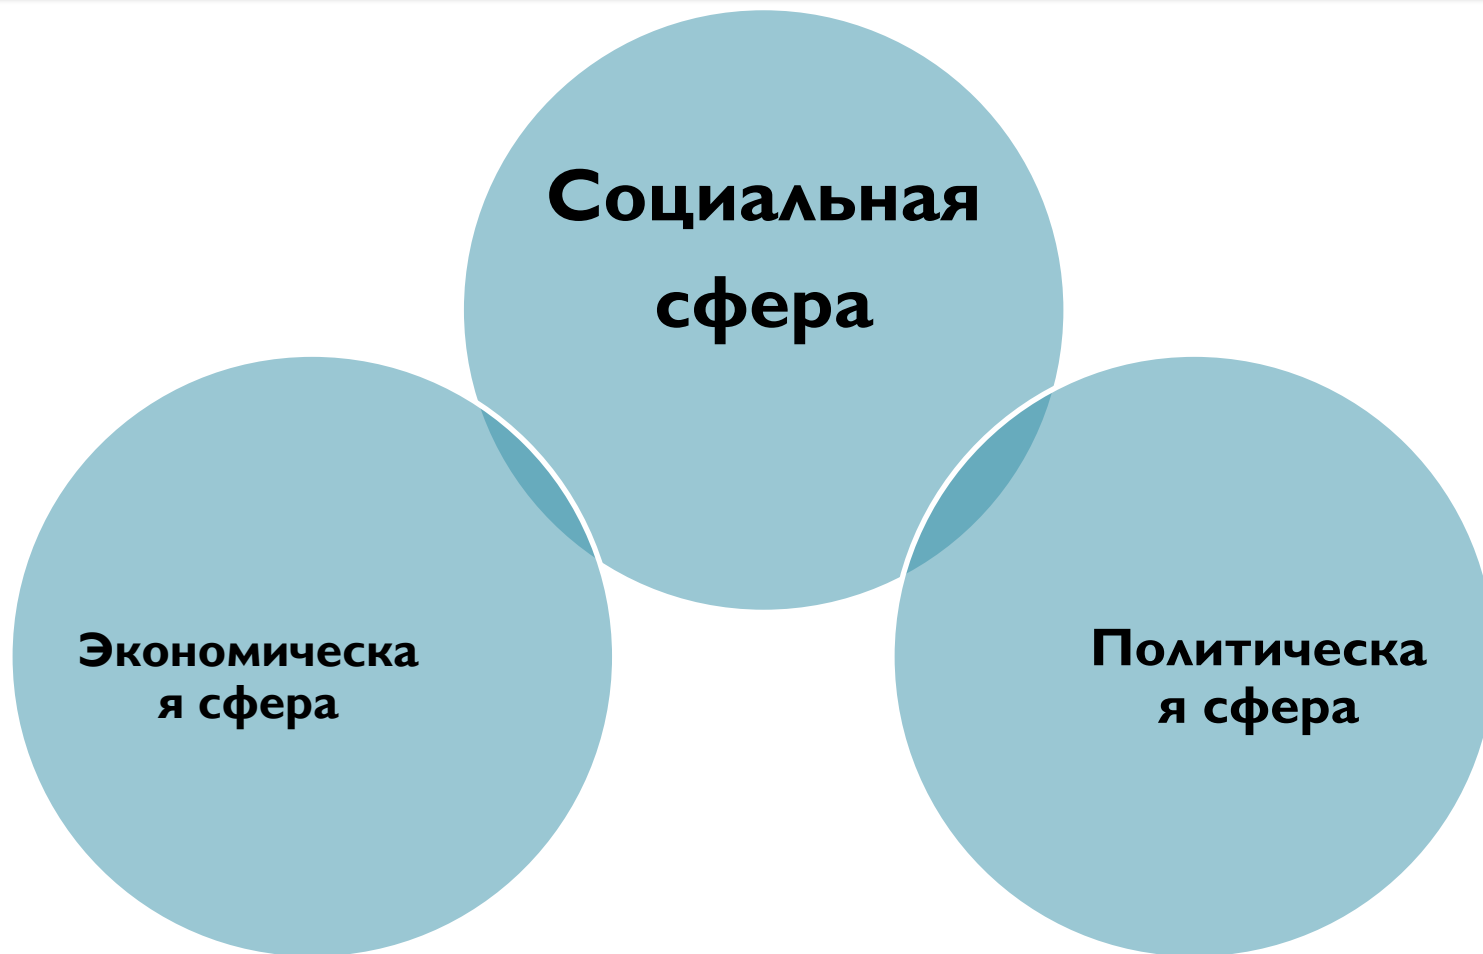 Социальная
сфера
Экономическа
я сфера
Политическа
я сфера